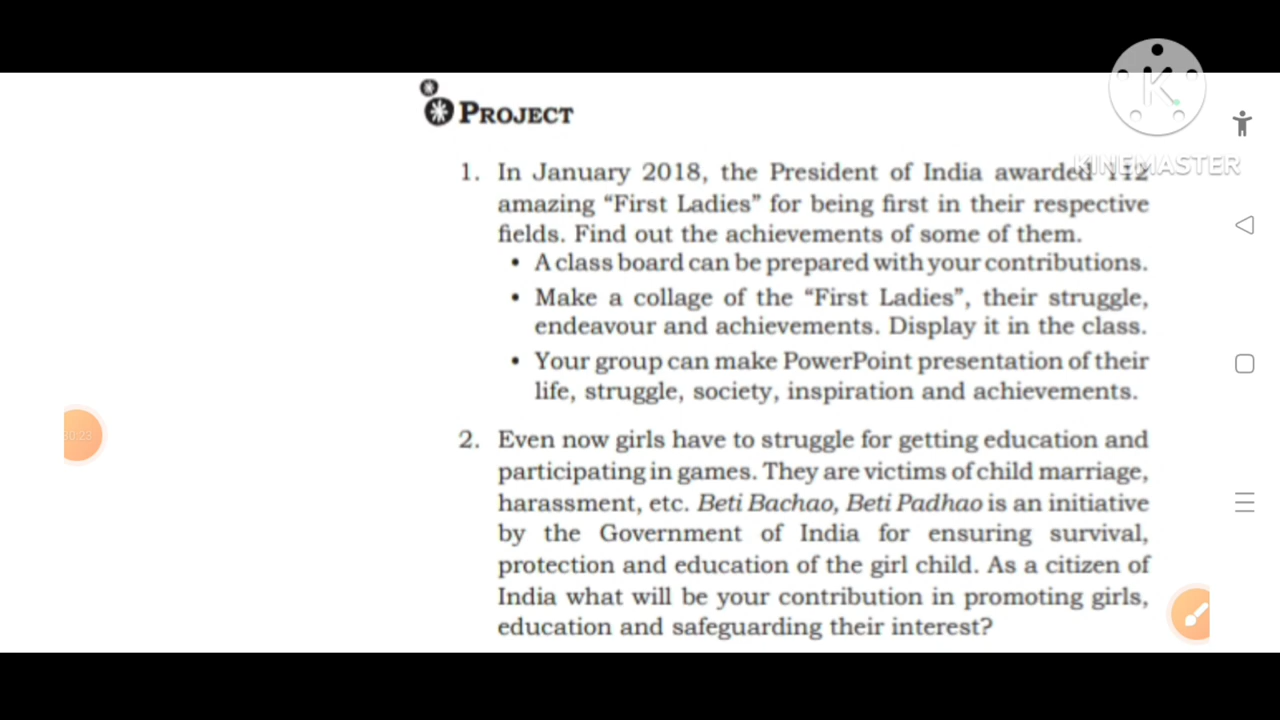 PROJECT
KINEMASTER
1. In January 2018, the President of India awarded 112
amazing “First Ladies” for being first in their respective
fields. Find out the achievements of some of them.
• A class board can be prepared with your contributions.
• Make a collage of the “First Ladies”, their struggle,
endeavour and achievements. Display it in the class.
• Your group can make PowerPoint presentation of their
life, struggle, society, inspiration and achievements.
2. Even now girls have to struggle for getting education and
participating in games. They are victims of child marriage,
harassment, etc. Beti Bachao, Beti Padhao is an initiative
by the Government of India for ensuring survival,
protection and education of the girl child. As a citizen of
India what will be your contribution in promoting girls,
education and safeguarding their interest?